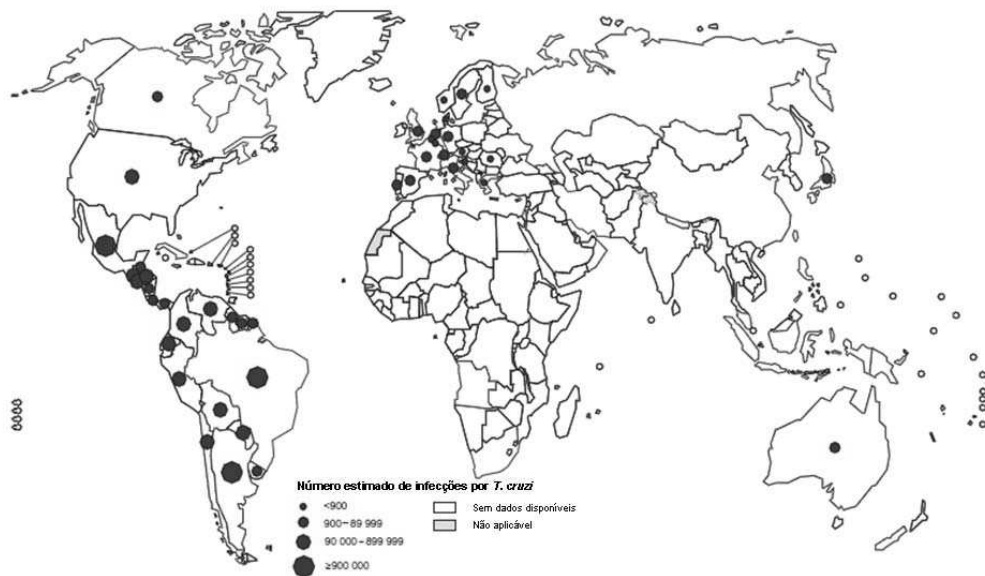 Número estimado de infecções por T. cruzi
<900
900–89 999
90 000–899 999
≥900 000
Sem dados disponíveis
Não aplicável